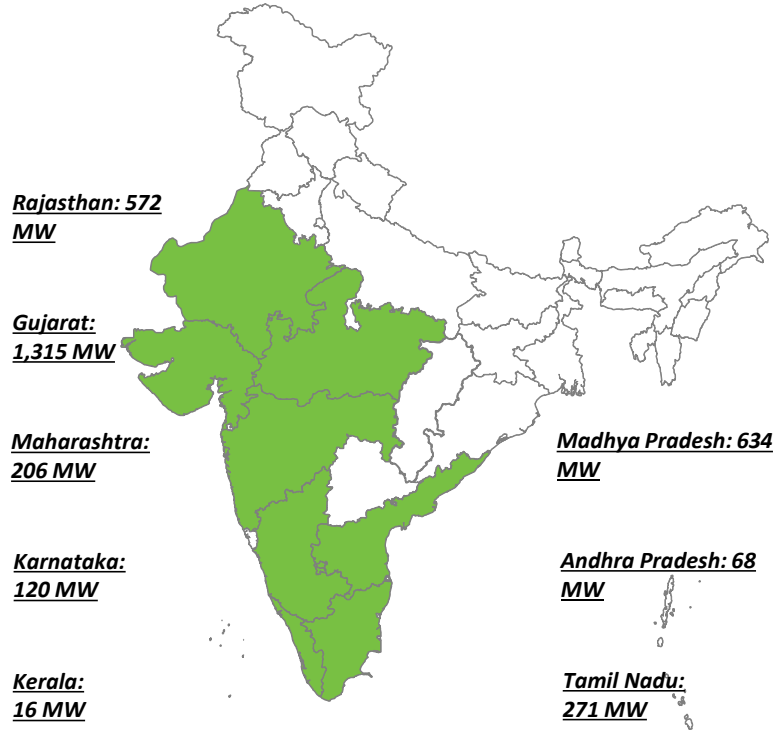 Rajasthan: 572
MW
Gujarat:
1,315 MW
Maharashtra:
206 MW
Madhya Pradesh: 634
MW
Karnataka:
120 MW
Andhra Pradesh: 68
MW
Kerala:
16 MW
Tamil Nadu:
271 MW